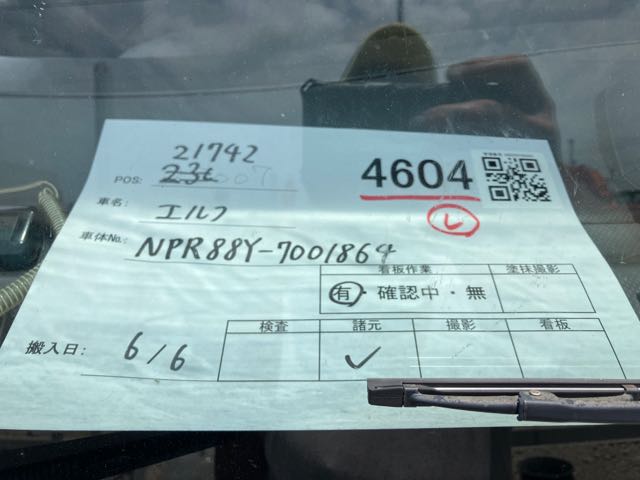 21742
POS:
4604
レ
車名: エルフ
車体No.: NPR88Y-7001864
看板作業 塗抹撮影
有・確認中・無
検査 諸元 撮影 看板
搬入日: 6/6 ✓